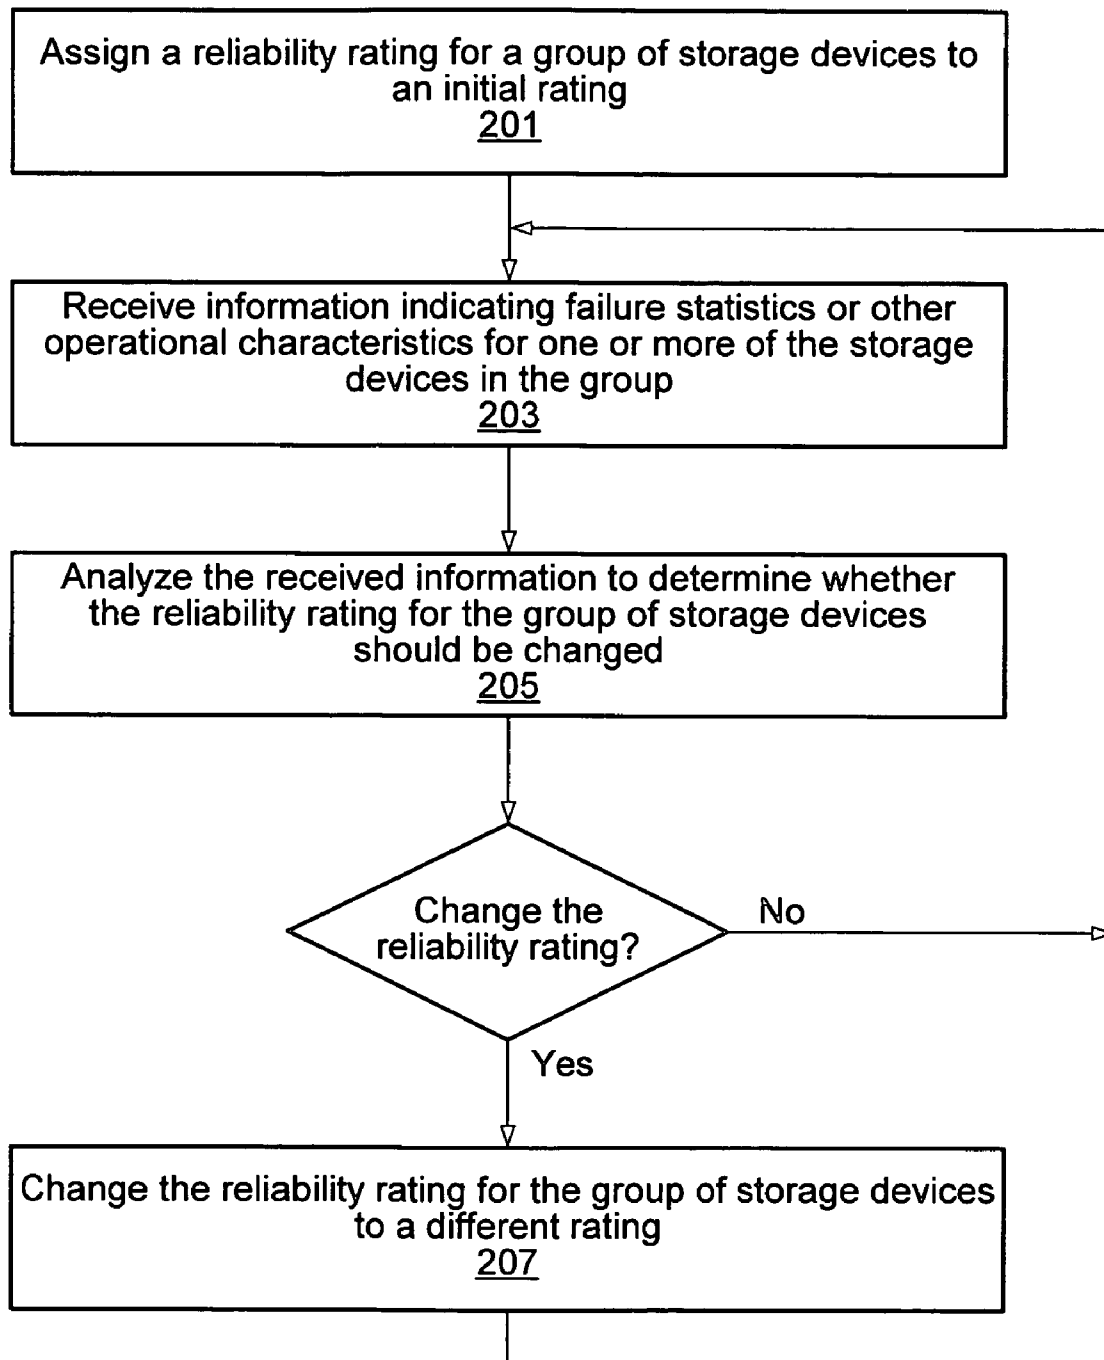 Assign a reliability rating for a group of storage devices to
an initial rating
201
Receive information indicating failure statistics or other
operational characteristics for one or more of the storage
devices in the group
203
Analyze the received information to determine whether
the reliability rating for the group of storage devices
should be changed
205
Change the
reliability rating?
No
Yes
Change the reliability rating for the group of storage devices
to a different rating
207